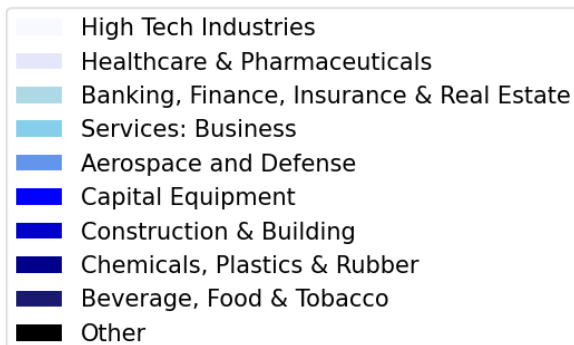 High Tech Industries
Healthcare & Pharmaceuticals
Banking, Finance, Insurance & Real Estate
Services: Business
Aerospace and Defense
Capital Equipment
Construction & Building
Chemicals, Plastics & Rubber
Beverage, Food & Tobacco
Other